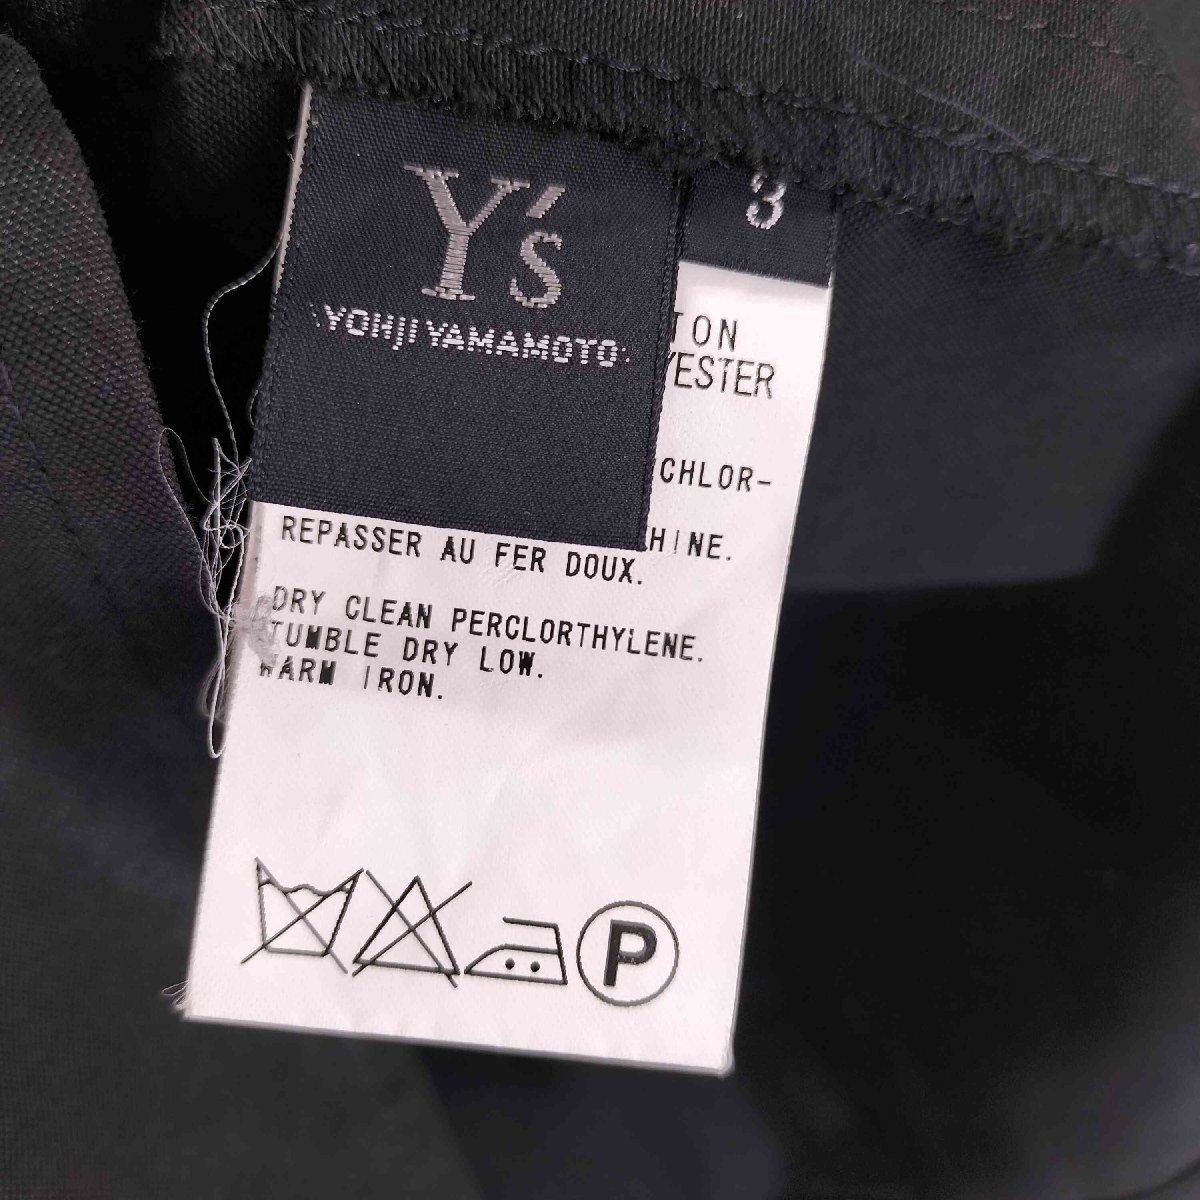 Y's
YOHJI YAMAMOTO
3
TON
YESTER
CHLOR-
HINE.
REPASSER AU FER DOUX.
DRY CLEAN PERCLORTHYLENE.
TUMBLE DRY LOW.
WARM IRON.
P